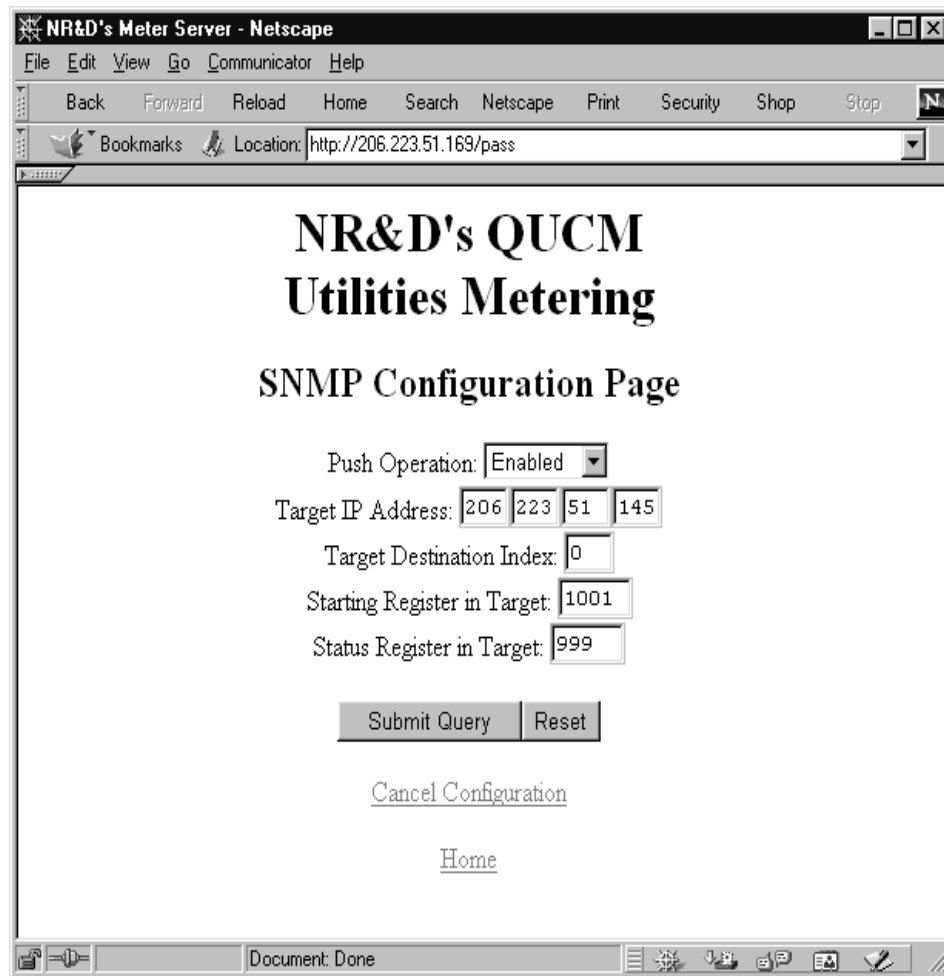 NR&D's Meter Server - Netscape
File Edit View Go Communicator Help
Back Forward Reload Home Search Netscape Print Security Shop Stop N
Bookmarks Location: http://206.223.51.169/pass
NR&D's QUCM
Utilities Metering
SNMP Configuration Page
Push Operation: Enabled
Target IP Address: 206 223 51 145
Target Destination Index: 0
Starting Register in Target: 1001
Status Register in Target: 999
Submit Query Reset
Cancel Configuration
Home
Document: Done